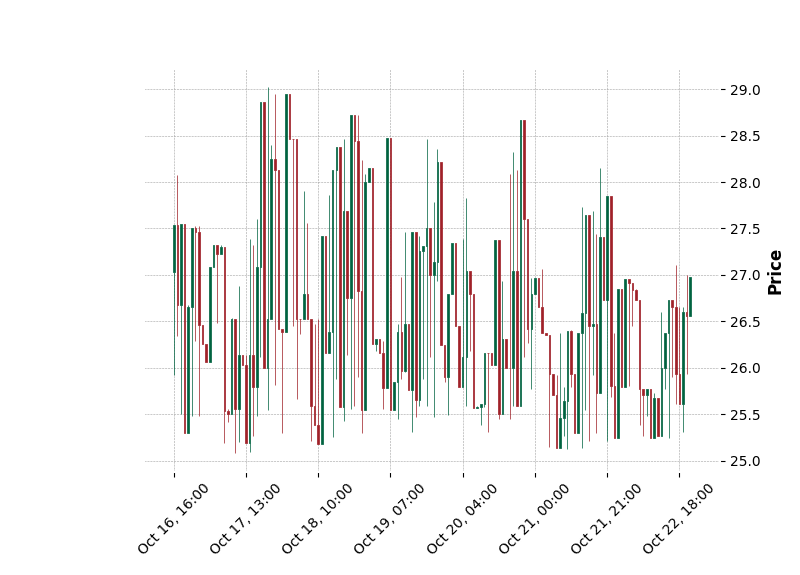 29.0
28.5
28.0
27.5
27.0
26.5
26.0
25.5
25.0
Price
Oct 16, 16:00
Oct 17, 13:00
Oct 18, 10:00
Oct 19, 07:00
Oct 20, 04:00
Oct 21, 00:00
Oct 21, 21:00
Oct 22, 18:00